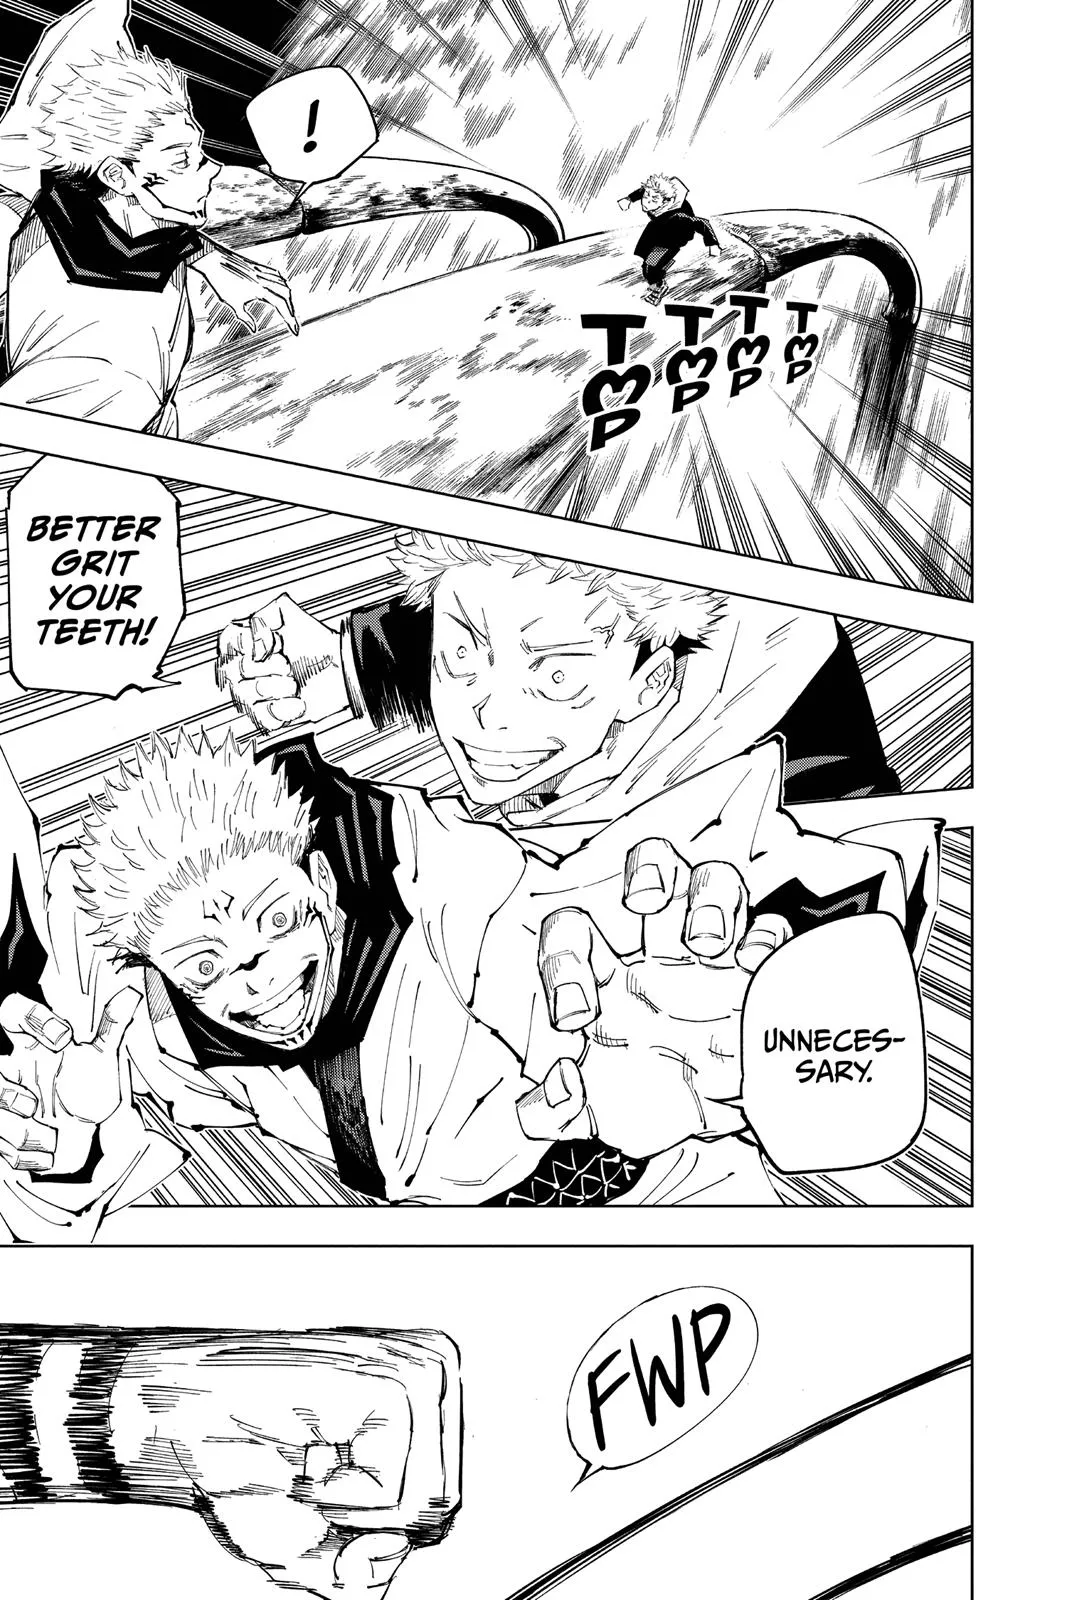 !
TMP
TMP
TMP
TMP
BETTER
GRIT
YOUR
TEETH!
UNNECES-
SARY.
FWP